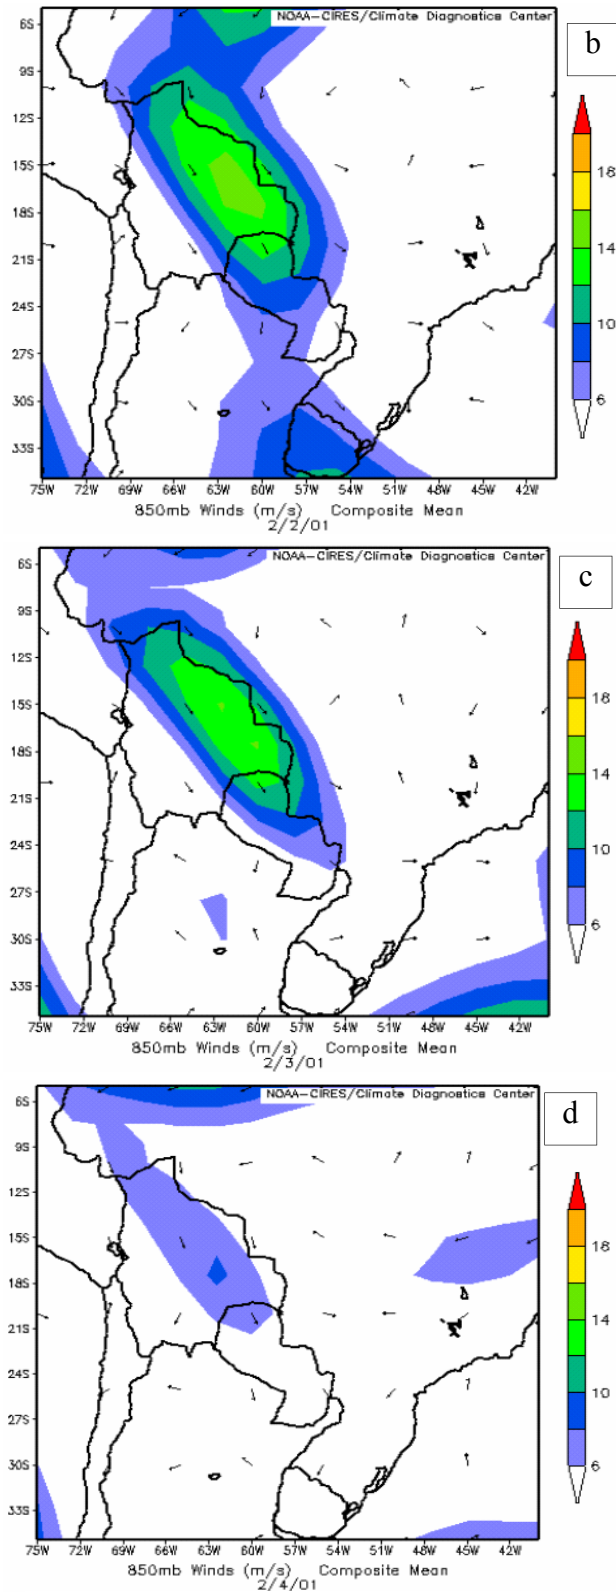 NOAA-CIRES/Climate Diagnostics Center
b
6S
9S
12S
15S
18S
21S
24S
27S
30S
33S
75W 72W 69W 66W 63W 60W 57W 54W 51W 48W 45W 42W
18
14
10
6
850mb Winds (m/s) Composite Mean
2/2/01
NOAA-CIRES/Climate Diagnostics Center
c
6S
9S
12S
15S
18S
21S
24S
27S
30S
33S
75W 72W 69W 66W 63W 60W 57W 54W 51W 48W 45W 42W
18
14
10
6
850mb Winds (m/s) Composite Mean
2/3/01
NOAA-CIRES/Climate Diagnostics Center
d
6S
9S
12S
15S
18S
21S
24S
27S
30S
33S
75W 72W 69W 66W 63W 60W 57W 54W 51W 48W 45W 42W
18
14
10
6
850mb Winds (m/s) Composite Mean
2/4/01